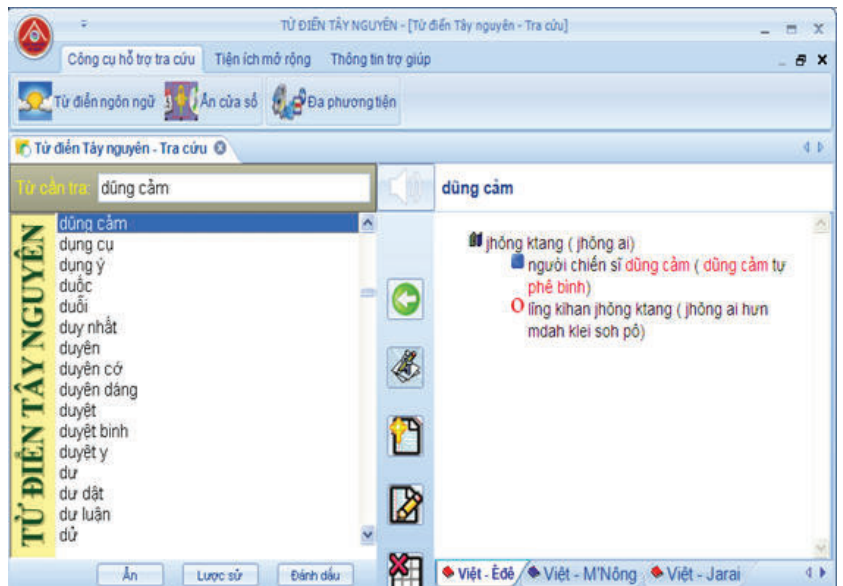 TỪ ĐIỂN TÂY NGUYÊN - [Từ điển Tây nguyên - Tra cứu]
Công cụ hỗ trợ tra cứu Tiện ích mở rộng Thông tin trợ giúp
Từ điển ngôn ngữ Ẩn cửa sổ Đa phương tiện
Từ điển Tây nguyên - Tra cứu
Từ cần tra: dũng cảm
dũng cảm
TỪ ĐIỂN TÂY NGUYÊN
dũng cảm
dụng cụ
dụng ý
duốc
duỗi
duy nhất
duyên
duyên cớ
duyên dáng
duyệt
duyệt binh
duyệt y
dư
dư dật
dư luận
dử
jhŏng ktang ( jhŏng ai)
người chiến sĩ dũng cảm ( dũng cảm tự
phê bình)
lĭng kĭhan jhŏng ktang ( jhŏng ai hưn
mdah klei soh pô)
Ẩn Lược sử Đánh dấu
Việt - Êđê Việt - M'Nông Việt - Jarai